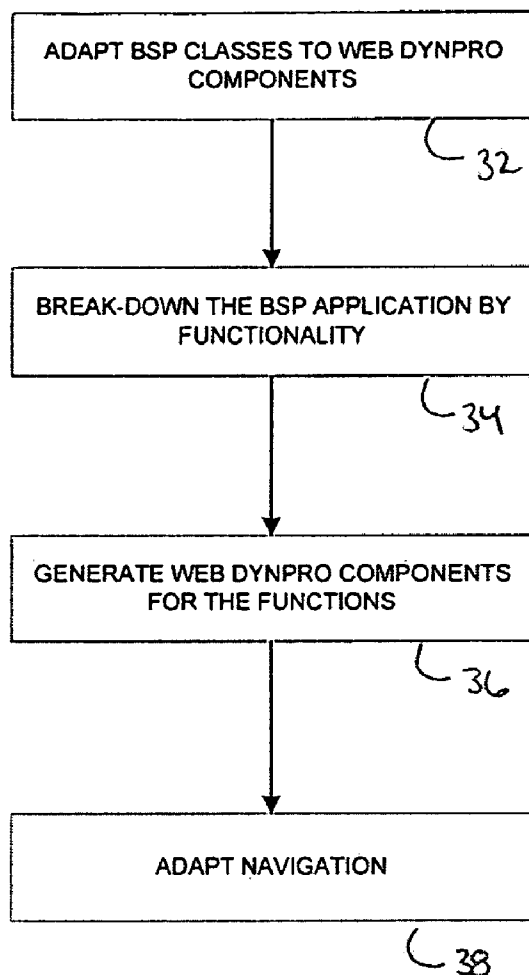 ADAPT BSP CLASSES TO WEB DYNPRO
COMPONENTS
32
BREAK-DOWN THE BSP APPLICATION BY
FUNCTIONALITY
34
GENERATE WEB DYNPRO COMPONENTS
FOR THE FUNCTIONS
36
ADAPT NAVIGATION
38